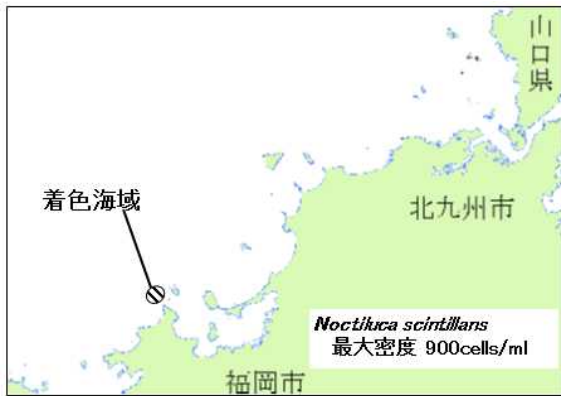 山口県
着色海域
北九州市
Noctiluca scintillans
最大密度 900cells/ml
福岡市